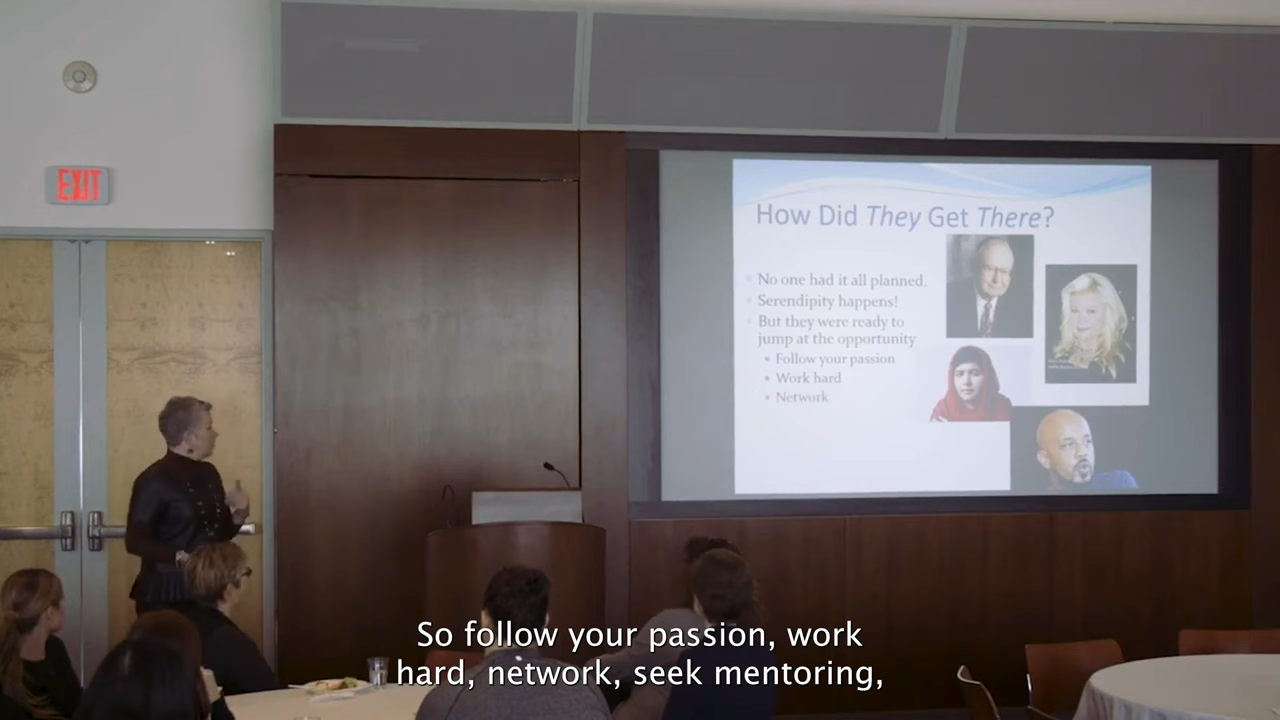 EXIT
How Did They Get There?
No one had it all planned.
Serendipity happens!
But they were ready to
jump at the opportunity
Follow your passion
Work hard
Network
So follow your passion, work
hard, network, seek mentoring,